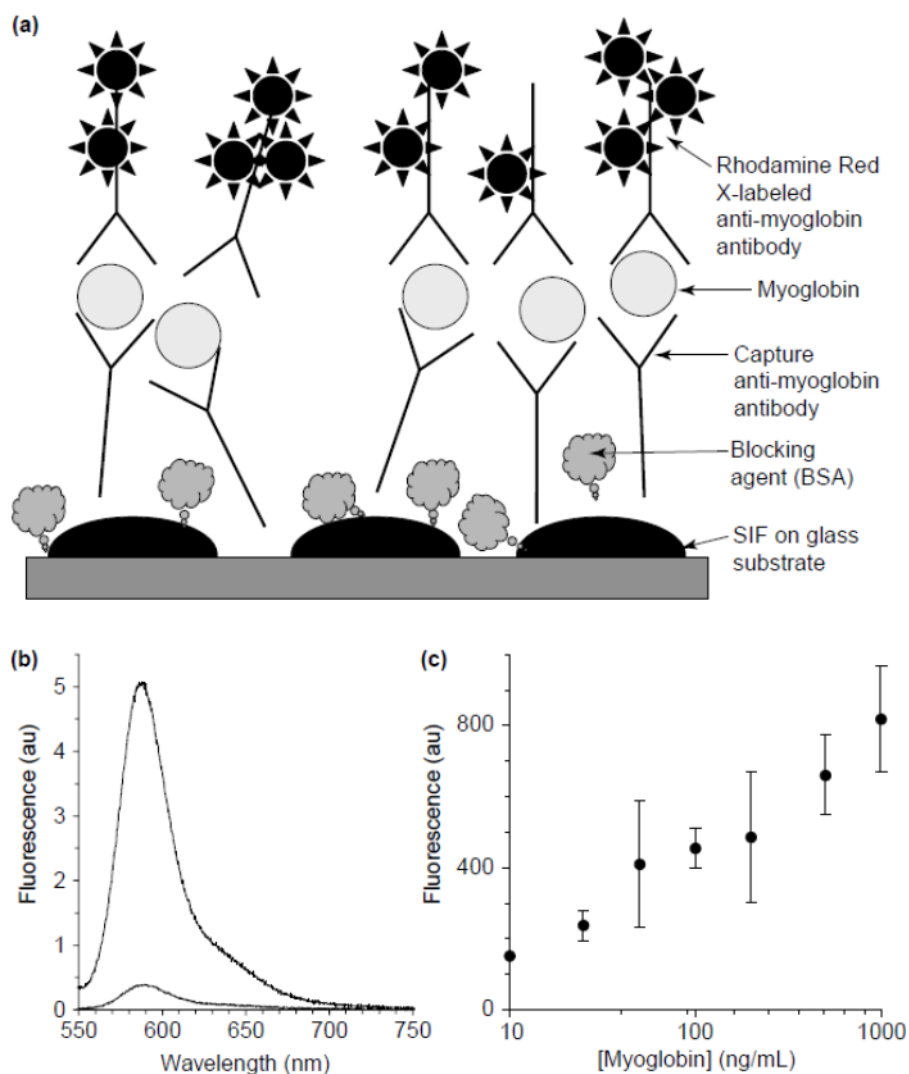 (a)
Rhodamine Red
X-labeled
anti-myoglobin
antibody
Myoglobin
Capture
anti-myoglobin
antibody
Blocking
agent (BSA)
SIF on glass
substrate
(b)
5
4
3
2
1
0
550
600
650
700
750
Fluorescence (au)
Wavelength (nm)
(c)
800
400
0
10
100
1000
Fluorescence (au)
[Myoglobin] (ng/mL)